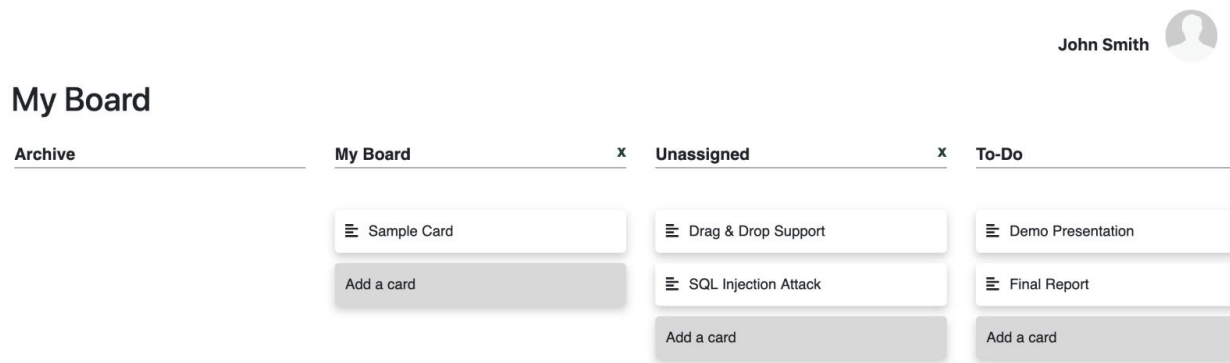 John Smith
My Board
Archive
My Board x
Unassigned x
To-Do
Sample Card
Add a card
Drag & Drop Support
SQL Injection Attack
Add a card
Demo Presentation
Final Report
Add a card